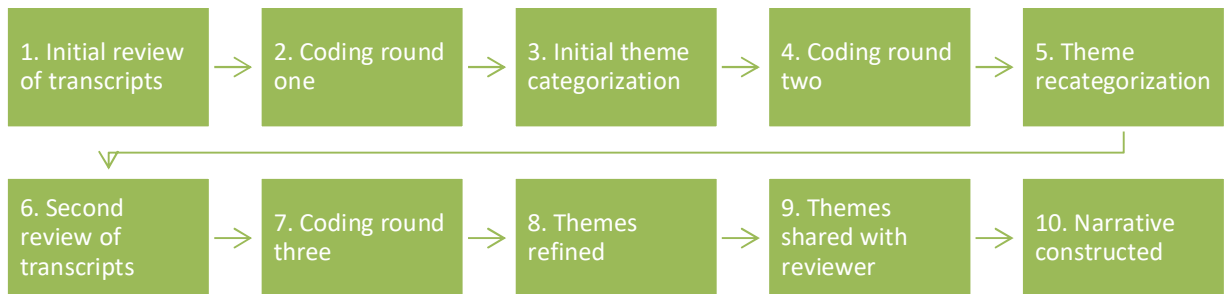 1. Initial review
of transcripts
2. Coding round
one
3. Initial theme
categorization
4. Coding round
two
5. Theme
recategorization
6. Second
review of
transcripts
7. Coding round
three
8. Themes
refined
9. Themes
shared with
reviewer
10. Narrative
constructed